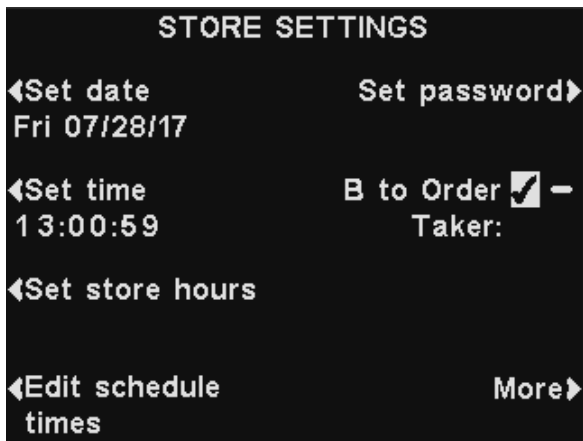 STORE SETTINGS
Set date
Set password
Fri 07/28/17
Set time
B to Order ✓ –
13:00:59
Taker:
Set store hours
Edit schedule
More
times